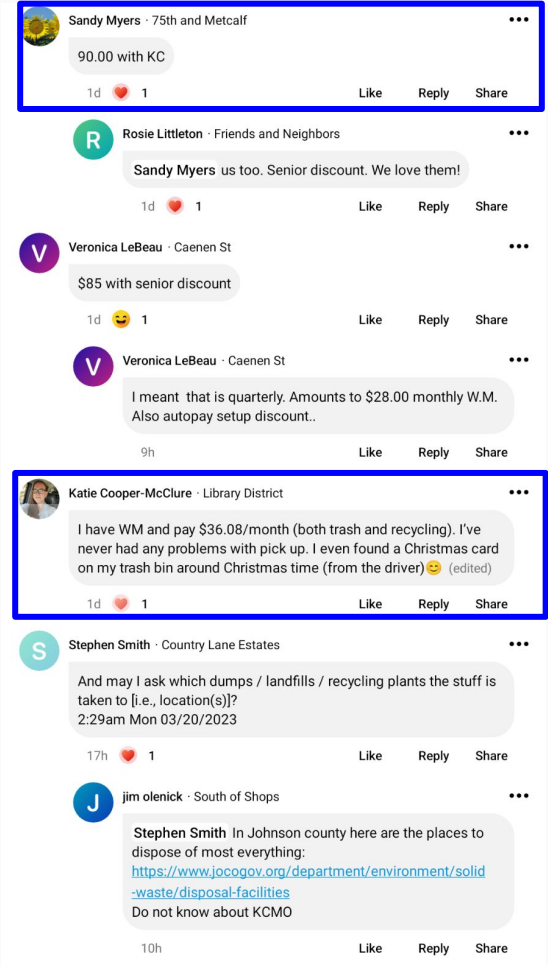 Sandy Myers · 75th and Metcalf
90.00 with KC
1d 1 Like Reply Share
R
Rosie Littleton · Friends and Neighbors
Sandy Myers us too. Senior discount. We love them!
1d 1 Like Reply Share
V
Veronica LeBeau · Caenen St
$85 with senior discount
1d 1 Like Reply Share
V
Veronica LeBeau · Caenen St
I meant that is quarterly. Amounts to $28.00 monthly W.M.
Also autopay setup discount..
9h Like Reply Share
Katie Cooper-McClure · Library District
I have WM and pay $36.08/month (both trash and recycling). I've
never had any problems with pick up. I even found a Christmas card
on my trash bin around Christmas time (from the driver)😊 (edited)
1d 1 Like Reply Share
S
Stephen Smith · Country Lane Estates
And may I ask which dumps / landfills / recycling plants the stuff is
taken to [i.e., location(s)]?
2:29am Mon 03/20/2023
17h 1 Like Reply Share
J
jim olenick · South of Shops
Stephen Smith In Johnson county here are the places to
dispose of most everything:
https://www.jocogov.org/department/environment/solid
-waste/disposal-facilities
Do not know about KCMO
10h Like Reply Share